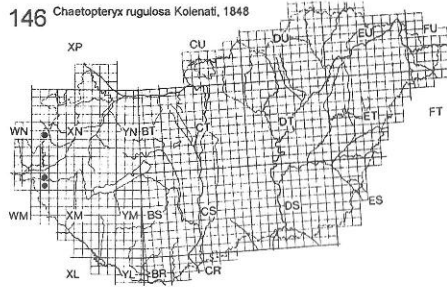 146 Chaetopteryx rugulosa Kolenati, 1848
XP CU DU EU FU
WN XN YN BT CT DT ET FT
WM XM YM BS CS DS ES
XL YL BR CR